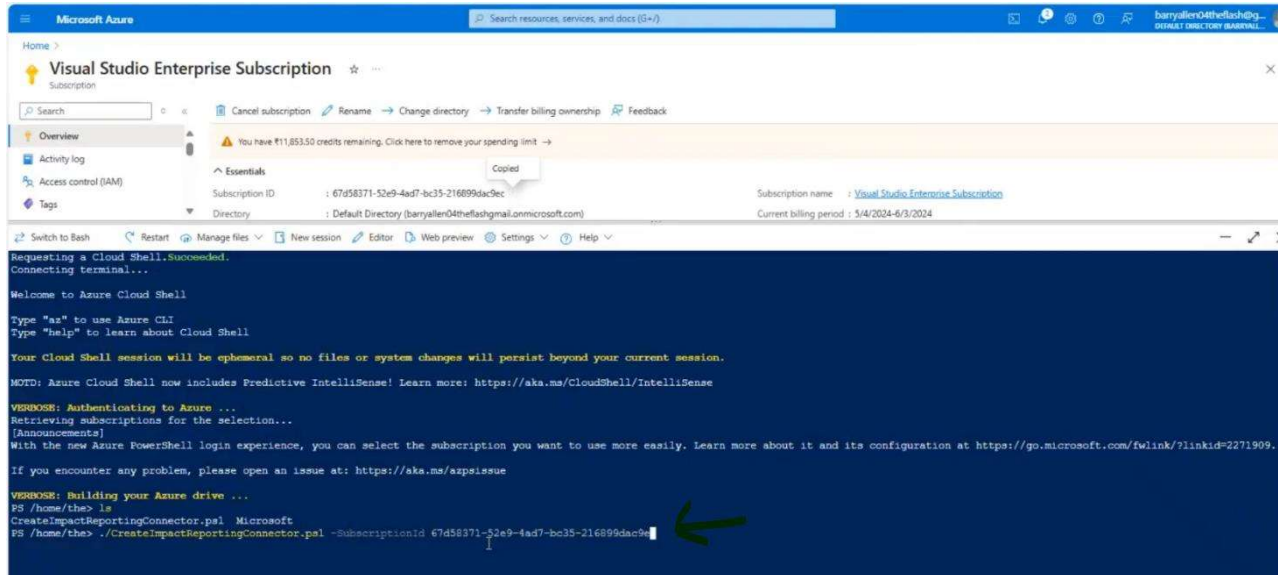 Microsoft Azure
Search resources, services, and docs (G+/)
barryallen04theflash@g...
DEFAULT DIRECTORY (BARRYALL...
Home >
Visual Studio Enterprise Subscription
Subscription
Search
Cancel subscription Rename Change directory Transfer billing ownership Feedback
Overview
You have ₹11,853.50 credits remaining. Click here to remove your spending limit →
Activity log
Essentials
Copied
Access control (IAM)
Subscription ID : 67d58371-52e9-4ad7-bc35-216899dac9ec
Subscription name : Visual Studio Enterprise Subscription
Tags
Directory : Default Directory (barryallen04theflashgmail.onmicrosoft.com)
Current billing period : 5/4/2024-6/3/2024
Switch to Bash Restart Manage files New session Editor Web preview Settings Help
Requesting a Cloud Shell.Succeeded.
Connecting terminal...
Welcome to Azure Cloud Shell
Type "az" to use Azure CLI
Type "help" to learn about Cloud Shell
Your Cloud Shell session will be ephemeral so no files or system changes will persist beyond your current session.
MOTD: Azure Cloud Shell now includes Predictive IntelliSense! Learn more: https://aka.ms/CloudShell/IntelliSense
VERBOSE: Authenticating to Azure ...
Retrieving subscriptions for the selection...
[Announcements]
With the new Azure PowerShell login experience, you can select the subscription you want to use more easily. Learn more about it and its configuration at https://go.microsoft.com/fwlink/?linkid=2271909.
If you encounter any problem, please open an issue at: https://aka.ms/azpsissue
VERBOSE: Building your Azure drive ...
PS /home/the> ls
CreateImpactReportingConnector.ps1 Microsoft
PS /home/the> ./CreateImpactReportingConnector.ps1 -SubscriptionId 67d58371-52e9-4ad7-bc35-216899dac9e